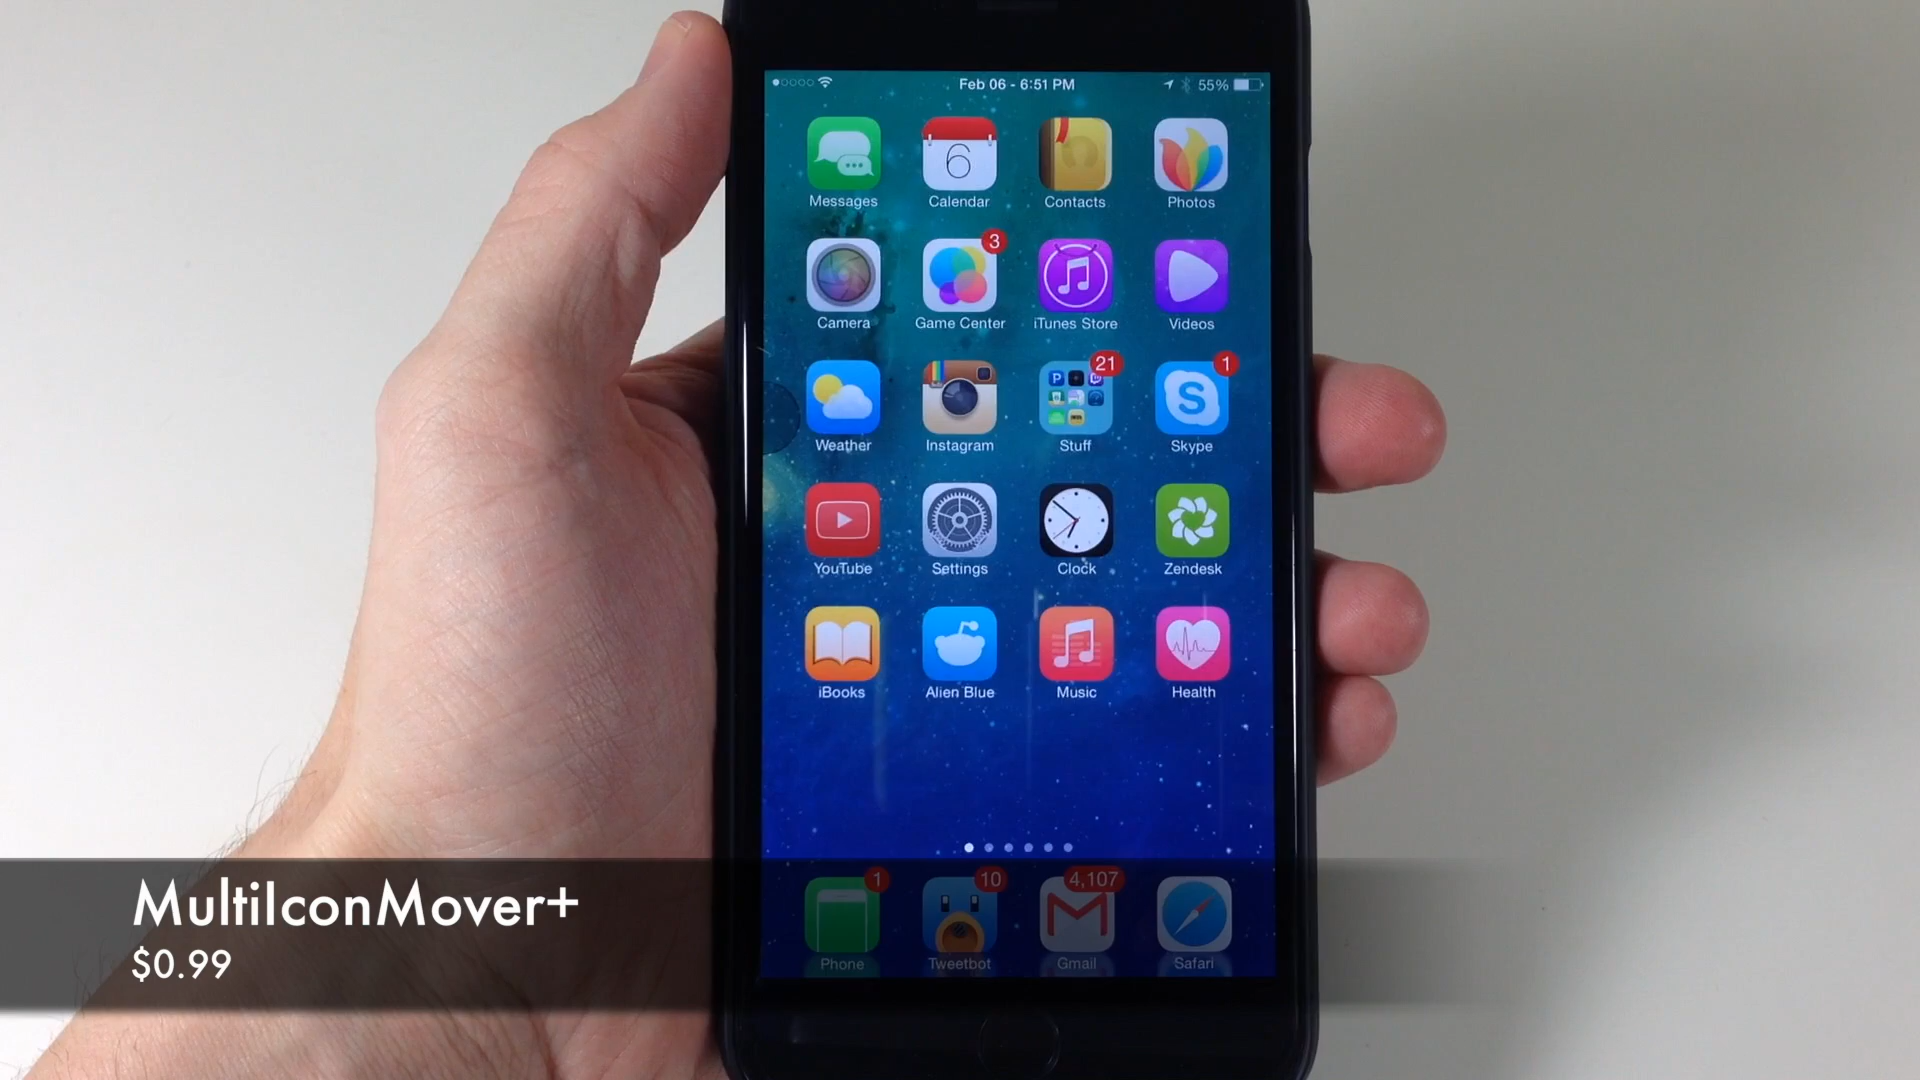 Feb 06 - 6:51 PM
55%
Messages
6
Calendar
Contacts
Photos
Camera
3
Game Center
iTunes Store
Videos
Weather
Instagram
21
P
Stuff
1
S
Skype
YouTube
Settings
Clock
Zendesk
iBooks
Alien Blue
Music
Health
1
Phone
10
Tweetbot
4,107
Gmail
Safari
MultiIconMover+
$0.99